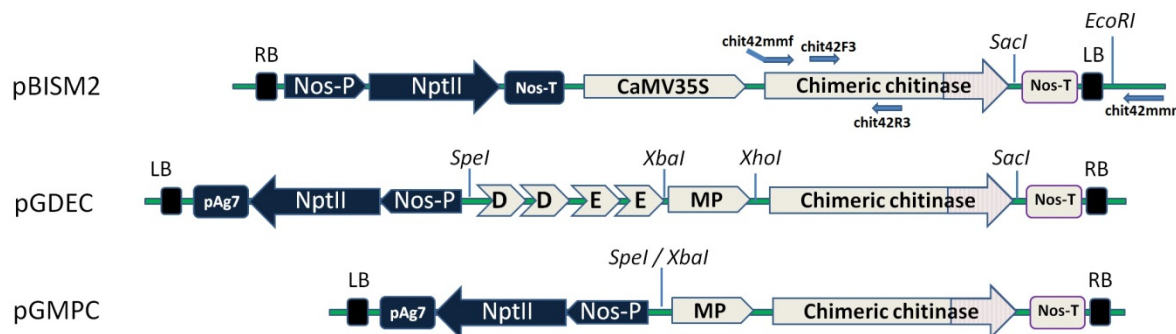 EcoRI
chit42mmf
chit42F3
SacI
RB
LB
pBISM2
Nos-P
NptII
Nos-T
CaMV35S
Chimeric chitinase
Nos-T
chit42R3
chit42mmr
LB
SpeI
XbaI
XhoI
SacI
RB
pGDEC
pAg7
NptII
Nos-P
D
D
E
E
MP
Chimeric chitinase
Nos-T
SpeI / XbaI
LB
RB
pGMPC
pAg7
NptII
Nos-P
MP
Chimeric chitinase
Nos-T